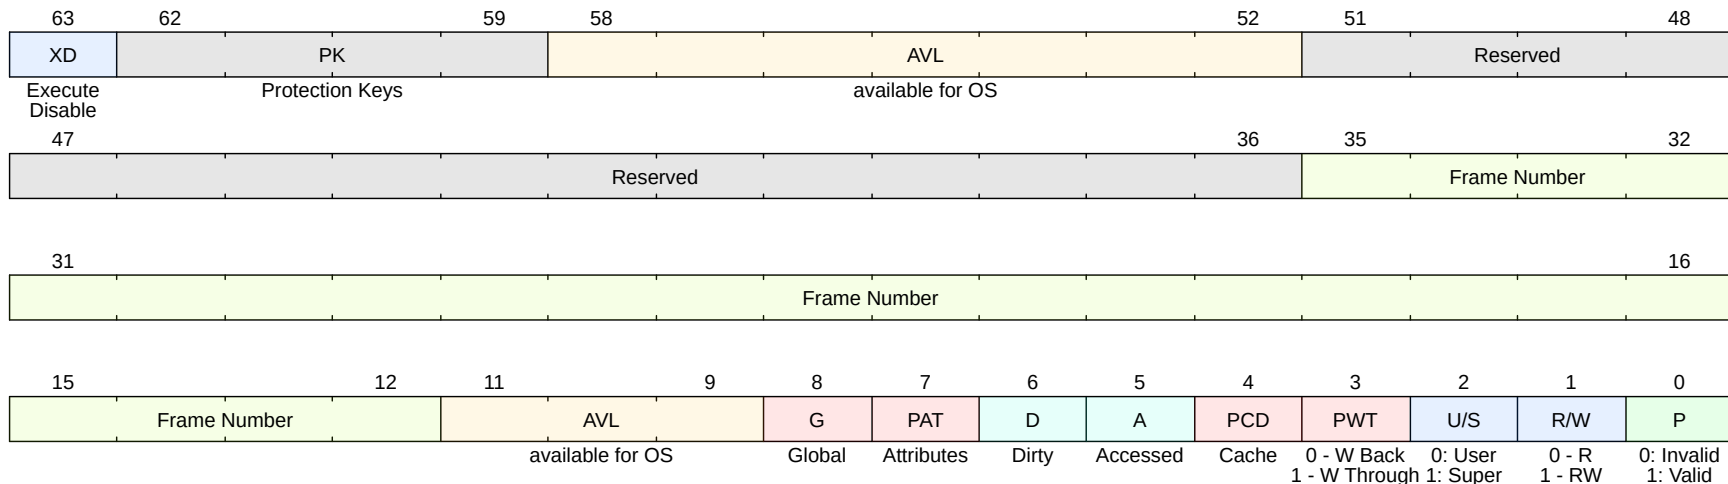 63 62 59 58 52 51 48
XD PK AVL Reserved
Execute Protection Keys available for OS
Disable
47 36 35 32
Reserved Frame Number
31 16
Frame Number
15 12 11 9 8 7 6 5 4 3 2 1 0
Frame Number AVL G PAT D A PCD PWT U/S R/W P
available for OS Global Attributes Dirty Accessed Cache 0 - W Back 0: User 0 - R 0: Invalid
1 - W Through 1: Super 1 - RW 1: Valid